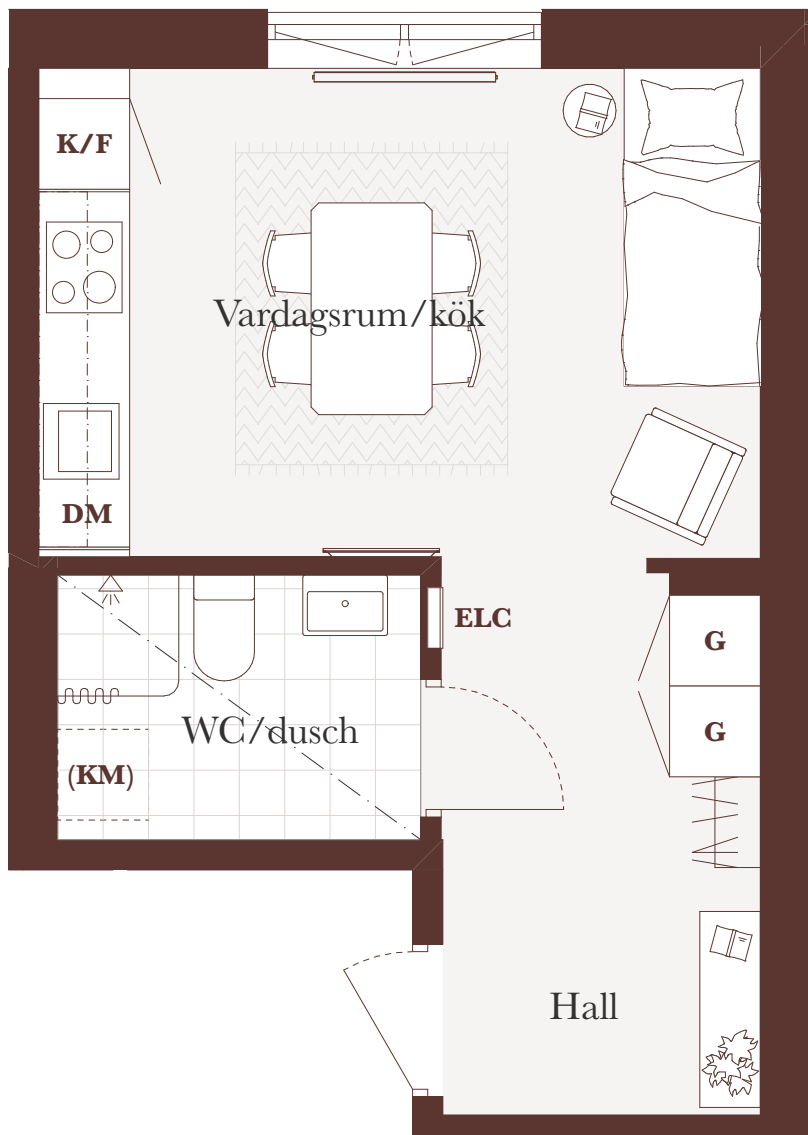 K/F
Vardagsrum/kök
DM
ELC
G
G
WC/dusch
(KM)
Hall